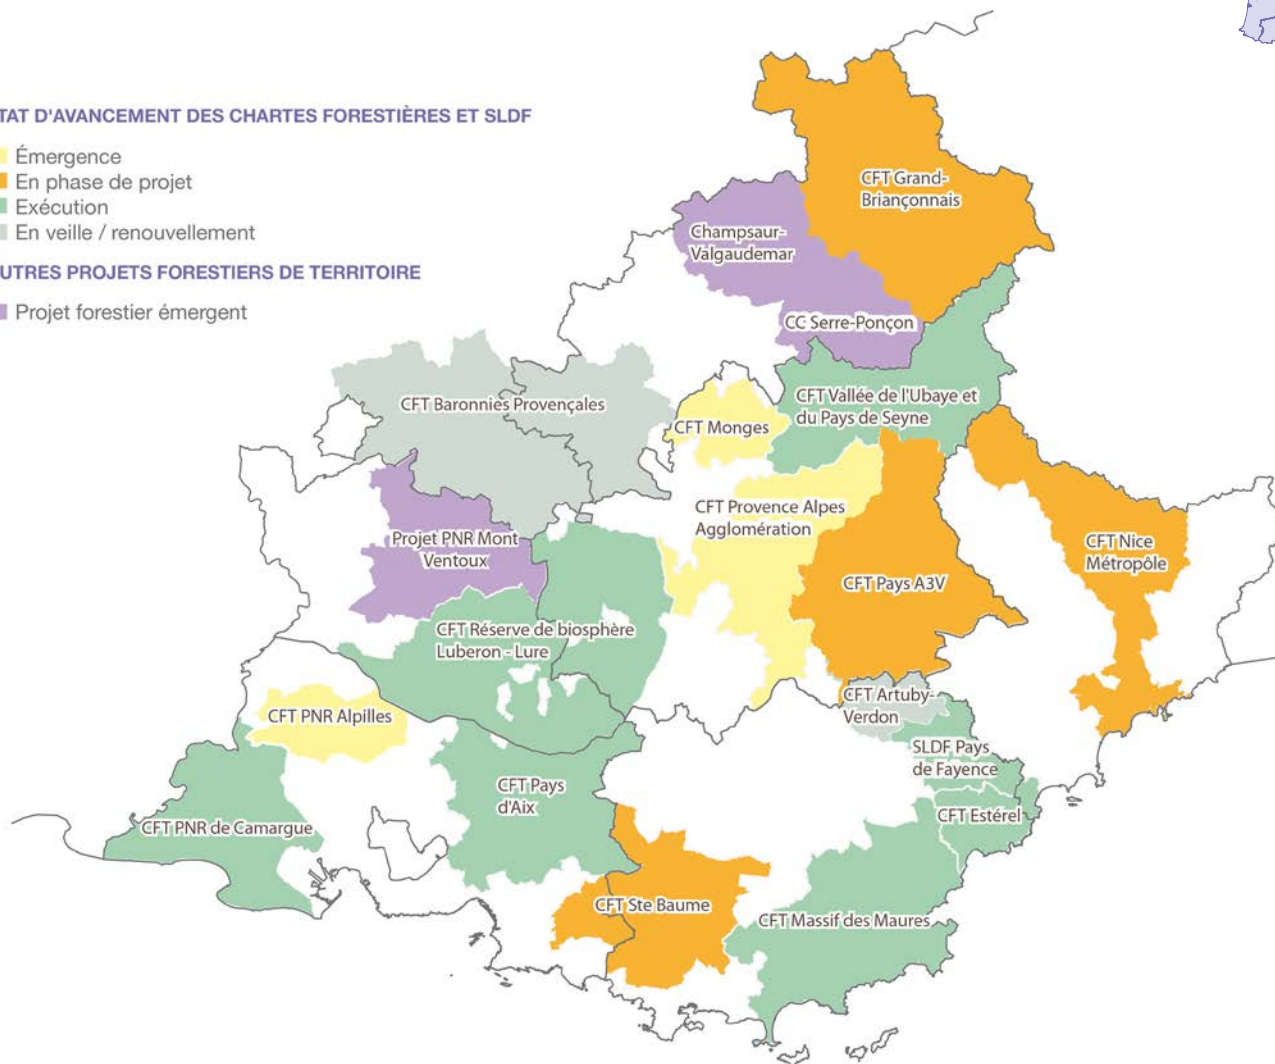 TAT D'AVANCEMENT DES CHARTES FORESTIÈRES ET SLDF
Émergence
En phase de projet
Exécution
En veille / renouvellement
UTRES PROJETS FORESTIERS DE TERRITOIRE
Projet forestier émergent
CFT Grand-
Briançonnais
Champsaur-
Valgaudemar
CC Serre-Ponçon
CFT Vallée de l'Ubaye et
du Pays de Seyne
CFT Baronnies Provençales
CFT Monges
CFT Provence Alpes
Agglomération
Projet PNR Mont
Ventoux
CFT Nice
Métropôle
CFT Pays A3V
CFT Réserve de biosphère
Luberon - Lure
CFT Artuby-
Verdon
CFT PNR Alpilles
SLDF Pays
de Fayence
CFT Pays
d'Aix
CFT Estérel
CFT PNR de Camargue
CFT Ste Baume
CFT Massif des Maures